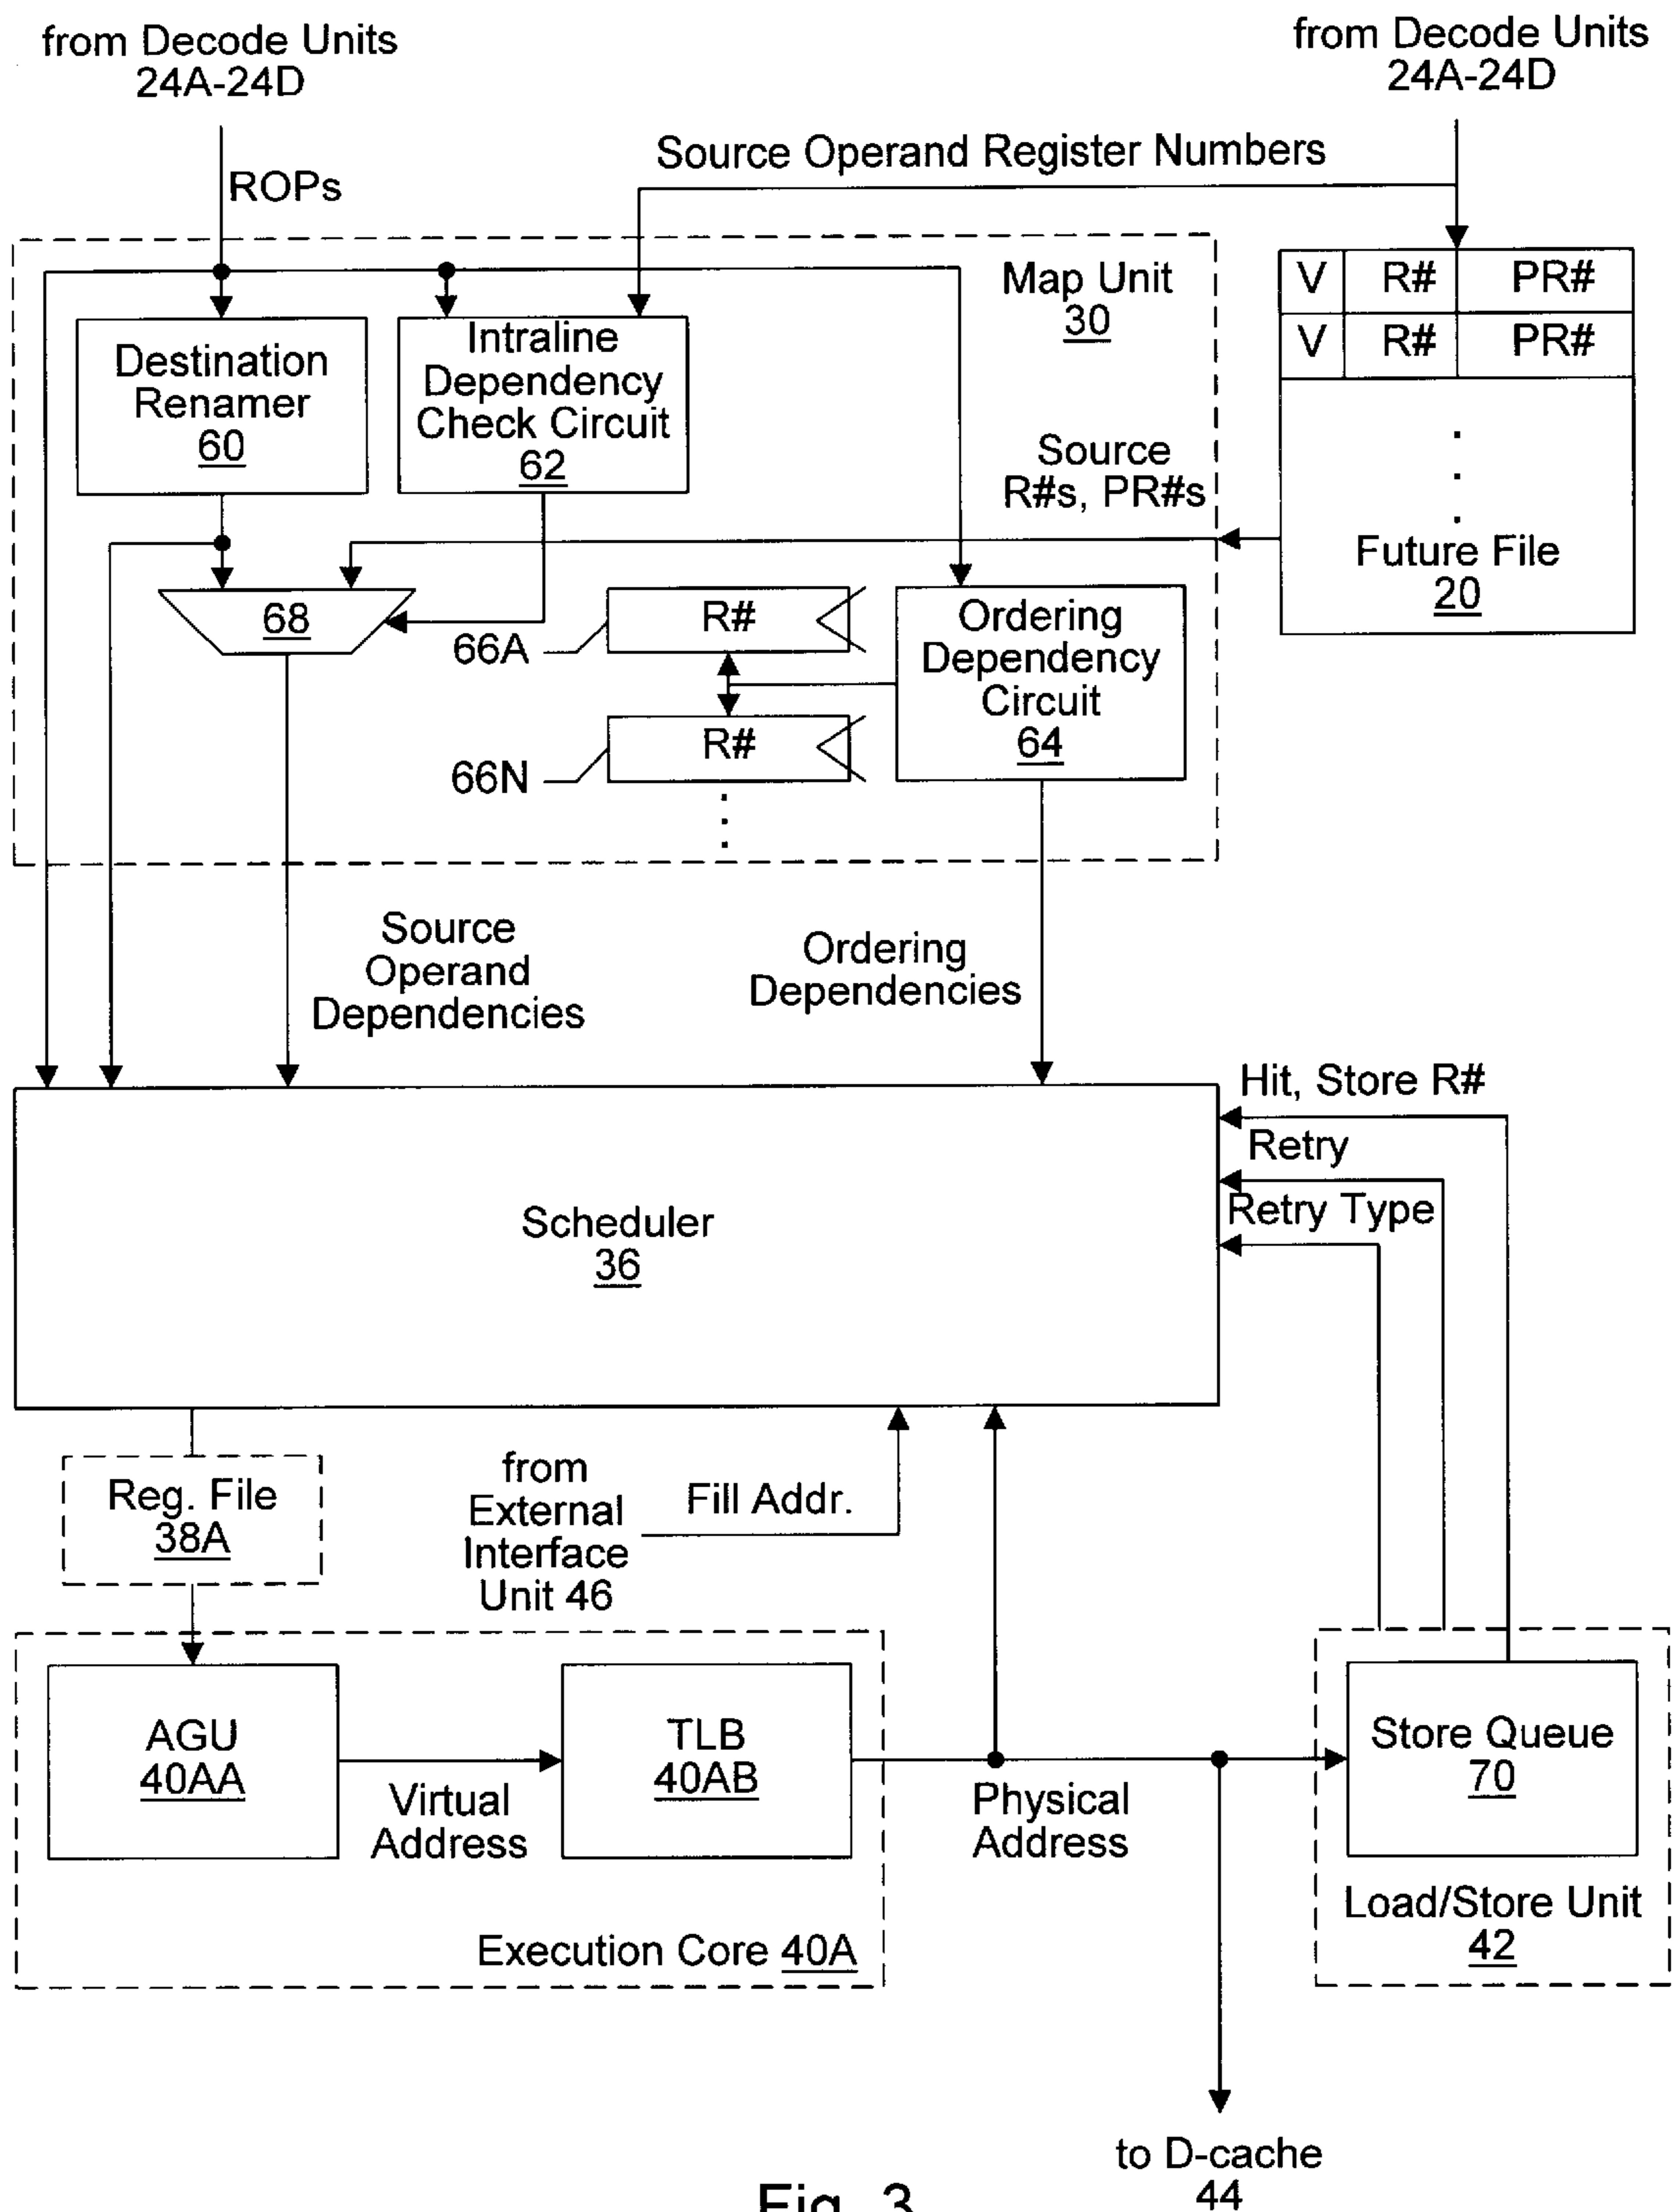 from Decode Units
24A-24D
from Decode Units
24A-24D
Source Operand Register Numbers
ROPs
Map Unit
30
V R# PR#
V R# PR#
Destination
Renamer
60
Intraline
Dependency
Check Circuit
62
Source
R#s, PR#s
Future File
20
68
66A
R#
Ordering
Dependency
Circuit
64
66N
R#
Source
Operand
Dependencies
Ordering
Dependencies
Hit, Store R#
Retry
Retry Type
Scheduler
36
Reg. File
38A
from
External
Interface
Unit 46
Fill Addr.
AGU
40AA
Virtual
Address
TLB
40AB
Physical
Address
Store Queue
70
Execution Core 40A
Load/Store Unit
42
to D-cache
44
Fig. 3